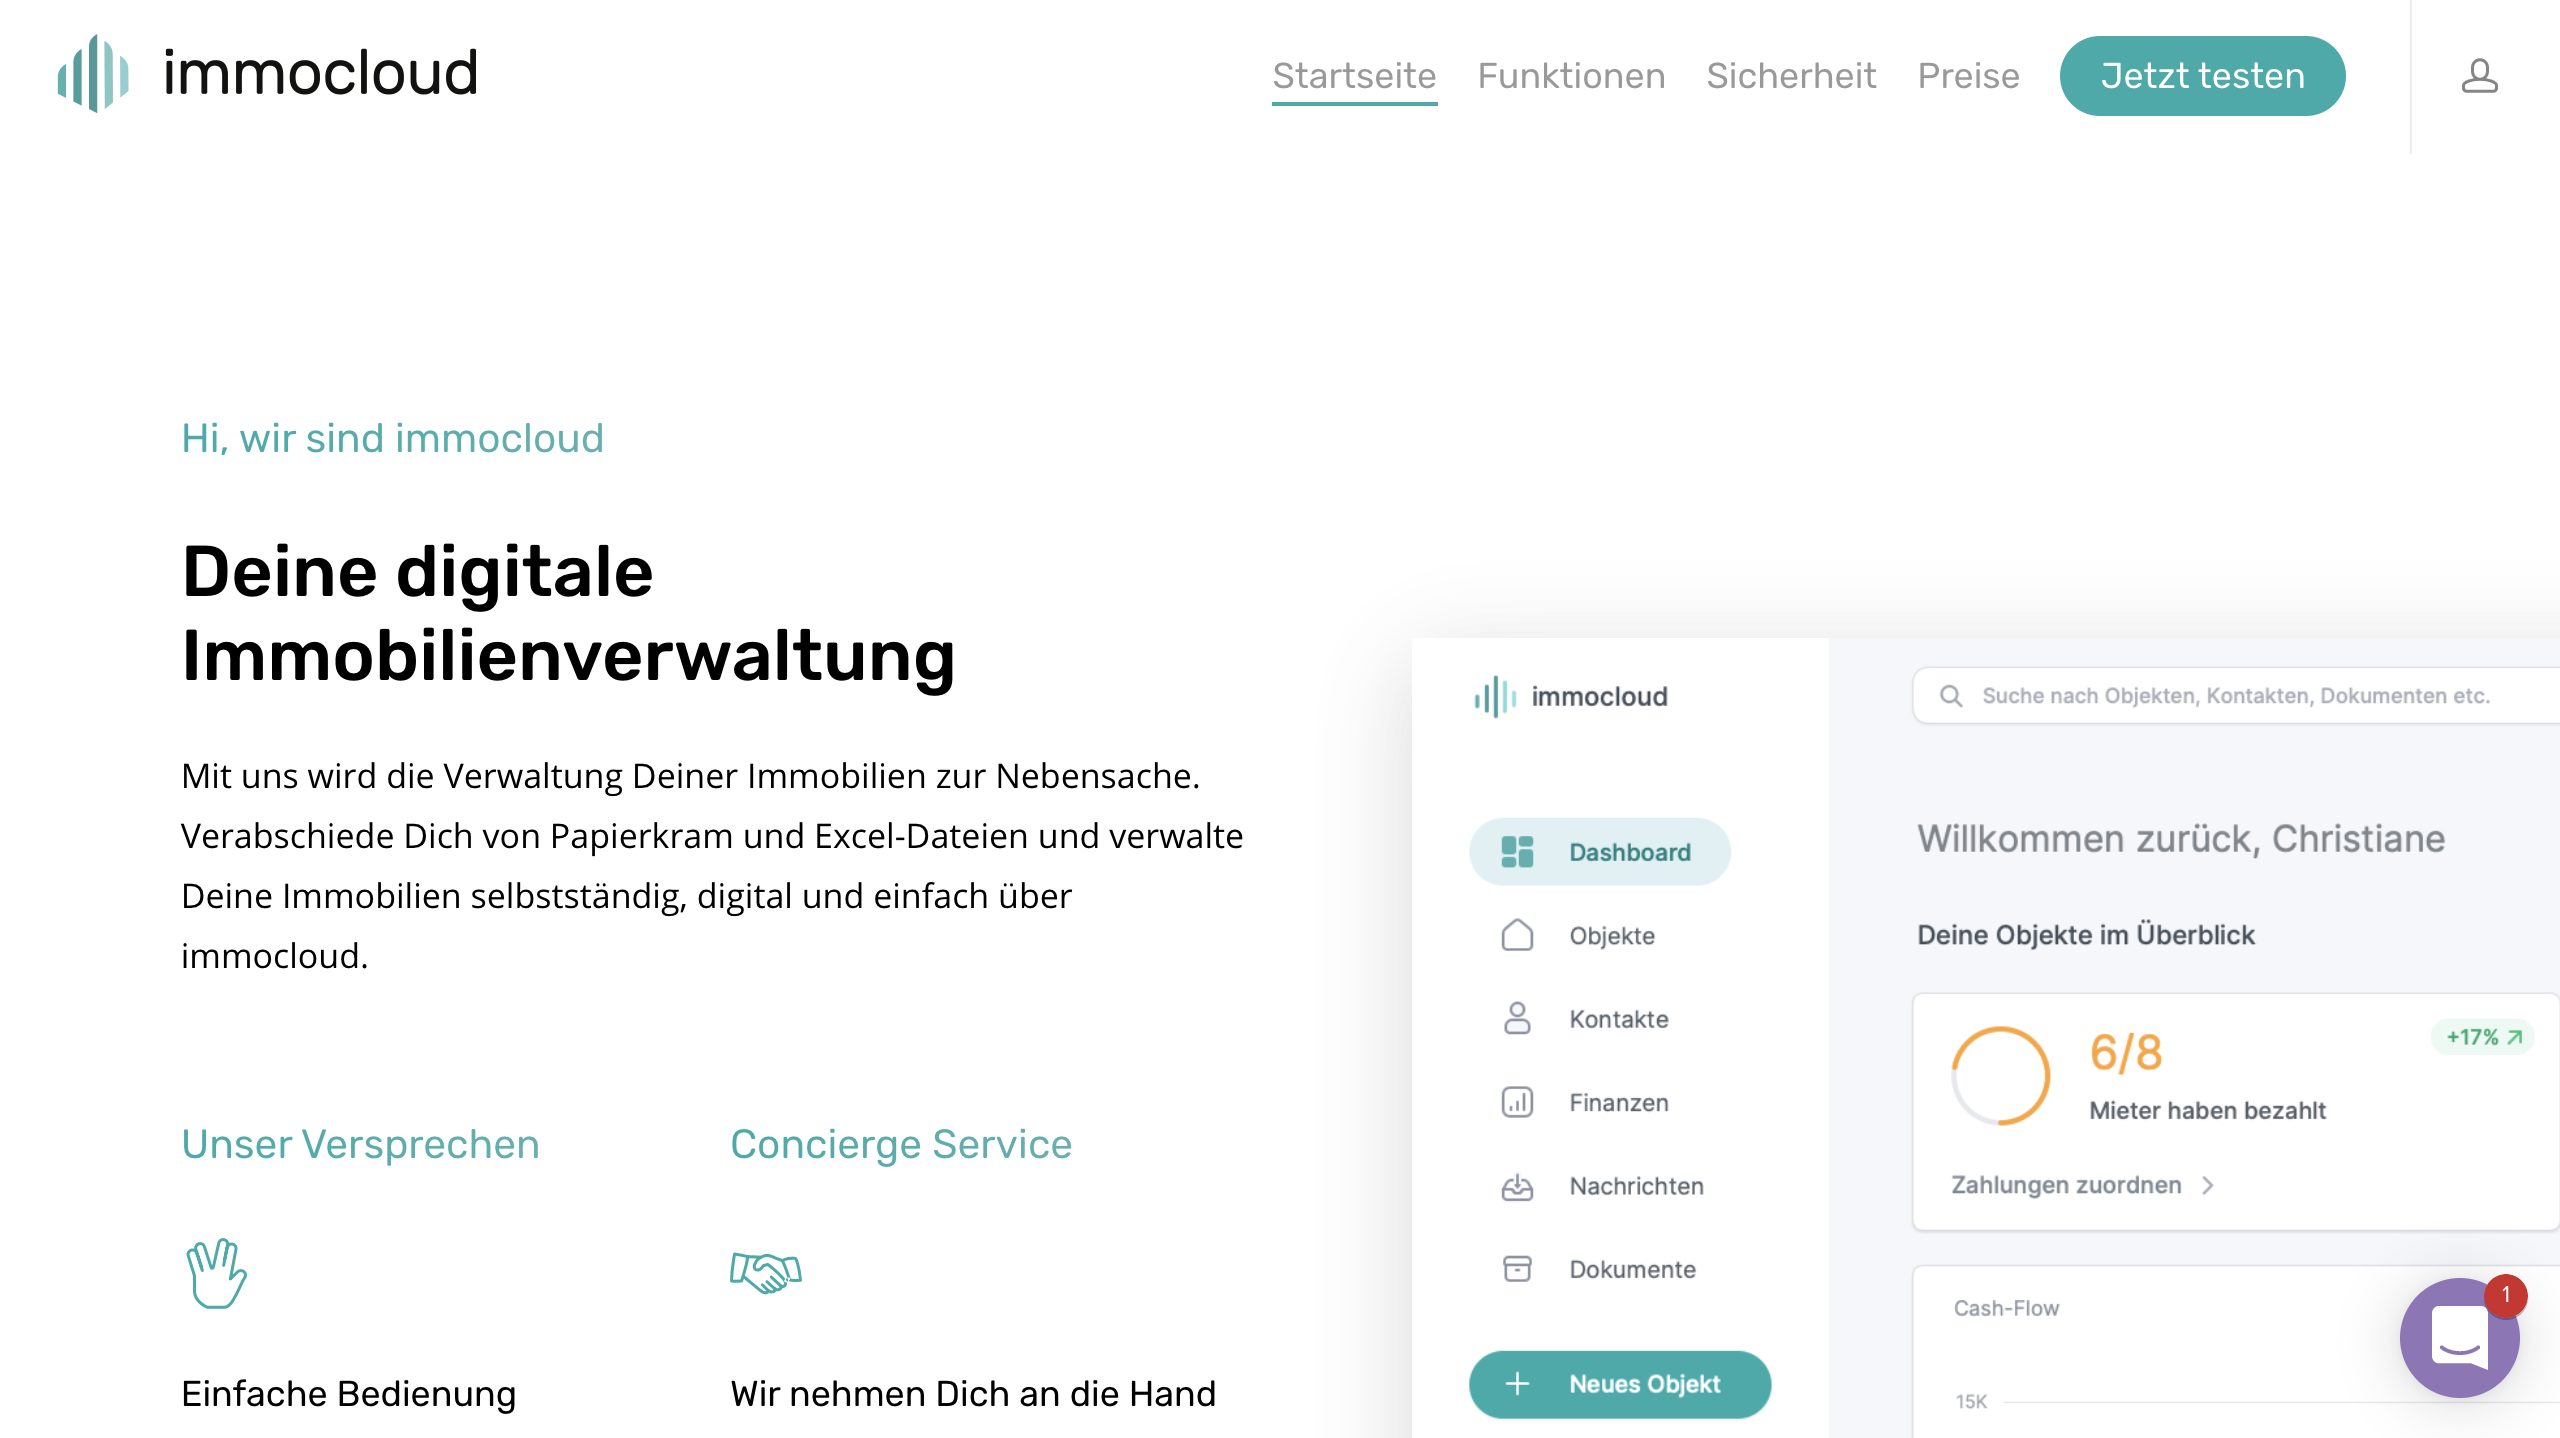 immocloud
Startseite
Funktionen
Sicherheit
Preise
Jetzt testen
Hi, wir sind immocloud
Deine digitale
Immobilienverwaltung
Mit uns wird die Verwaltung Deiner Immobilien zur Nebensache.
Verabschiede Dich von Papierkram und Excel-Dateien und verwalte
Deine Immobilien selbstständig, digital und einfach über
immocloud.
Unser Versprechen
Einfache Bedienung
Concierge Service
Wir nehmen Dich an die Hand
immocloud
Dashboard
Objekte
Kontakte
Finanzen
Nachrichten
Dokumente
Neues Objekt
Suche nach Objekten, Kontakten, Dokumenten etc.
Willkommen zurück, Christiane
Deine Objekte im Überblick
6/8
+17%
Mieter haben bezahlt
Zahlungen zuordnen
Cash-Flow
15K
1